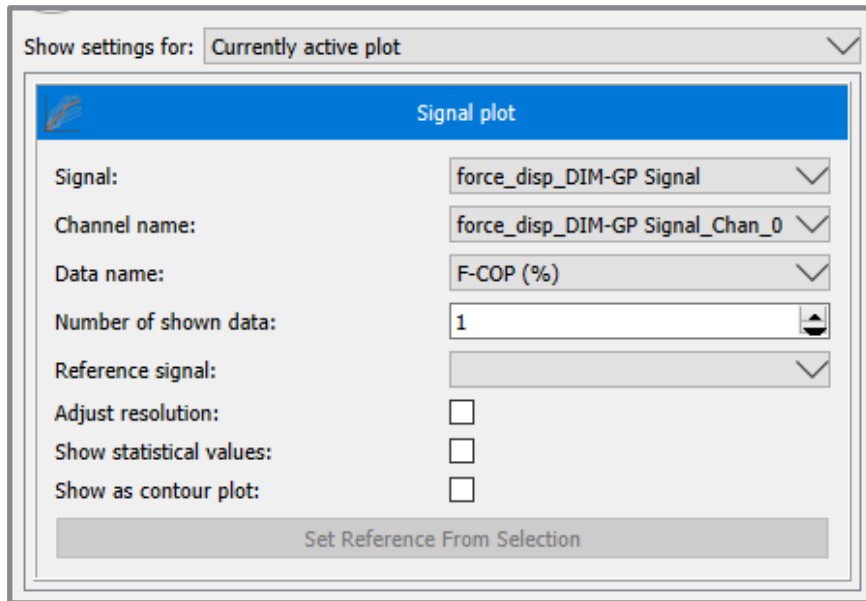 Show settings for: Currently active plot
Signal plot
Signal: force_disp_DIM-GP Signal
Channel name: force_disp_DIM-GP Signal_Chan_0
Data name: F-COP (%)
Number of shown data: 1
Reference signal:
Adjust resolution:
Show statistical values:
Show as contour plot:
Set Reference From Selection